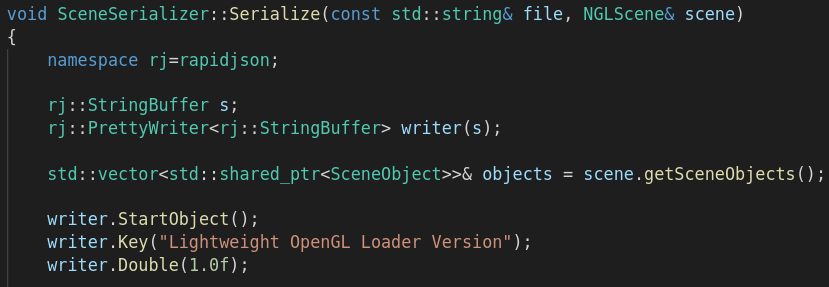 void SceneSerializer::Serialize(const std::string& file, NGLScene& scene)
{
    namespace rj=rapidjson;

    rj::StringBuffer s;
    rj::PrettyWriter<rj::StringBuffer> writer(s);

    std::vector<std::shared_ptr<SceneObject>>& objects = scene.getSceneObjects();

    writer.StartObject();
    writer.Key("Lightweight OpenGL Loader Version");
    writer.Double(1.0f);